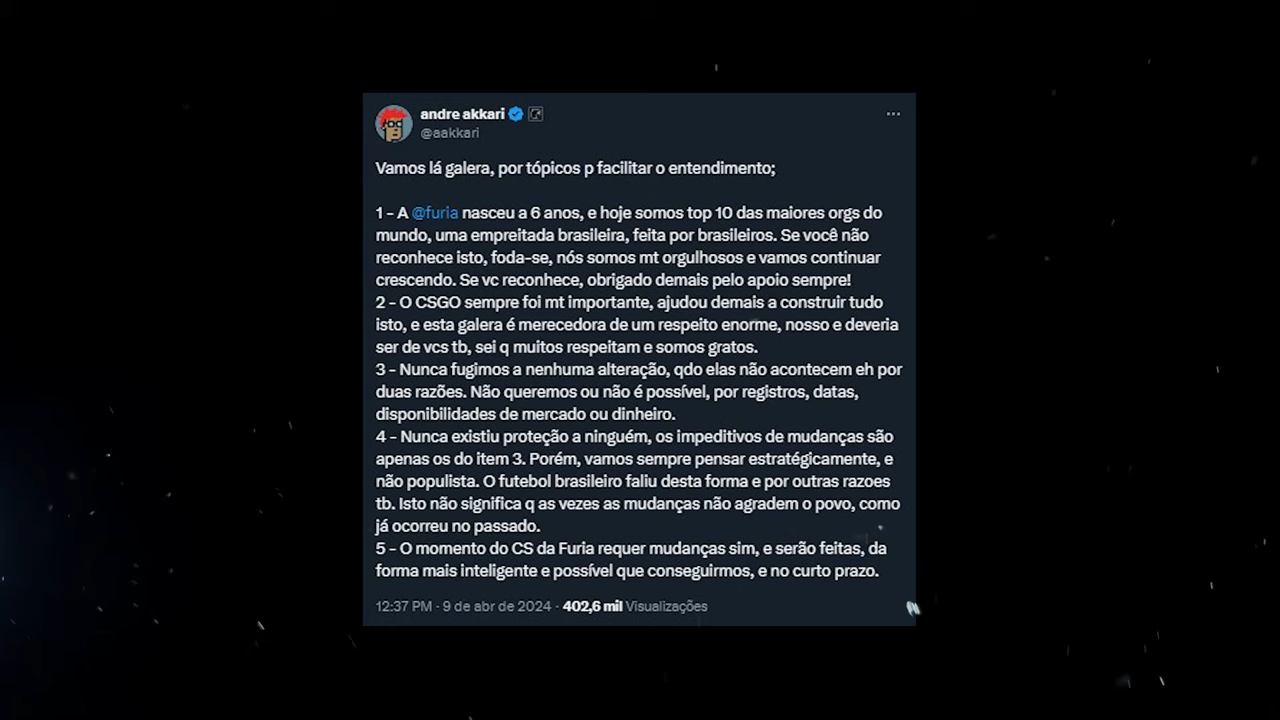 andre akkari
@aakkari
Vamos lá galera, por tópicos p facilitar o entendimento;
1 - A @furia nasceu a 6 anos, e hoje somos top 10 das maiores orgs do
mundo, uma empreitada brasileira, feita por brasileiros. Se você não
reconhece isto, foda-se, nós somos mt orgulhosos e vamos continuar
crescendo. Se vc reconhece, obrigado demais pelo apoio sempre!
2 - O CSGO sempre foi mt importante, ajudou demais a construir tudo
isto, e esta galera é merecedora de um respeito enorme, nosso e deveria
ser de vcs tb, sei q muitos respeitam e somos gratos.
3 - Nunca fugimos a nenhuma alteração, qdo elas não acontecem eh por
duas razões. Não queremos ou não é possível, por registros, datas,
disponibilidades de mercado ou dinheiro.
4 - Nunca existiu proteção a ninguém, os impeditivos de mudanças são
apenas os do item 3. Porém, vamos sempre pensar estratégicamente, e
não populista. O futebol brasileiro faliu desta forma e por outras razoes
tb. Isto não significa q as vezes as mudanças não agradem o povo, como
já ocorreu no passado.
5 - O momento do CS da Furia requer mudanças sim, e serão feitas, da
forma mais inteligente e possível que conseguirmos, e no curto prazo.
12:37 PM · 9 de abr de 2024 · 402,6 mil Visualizações